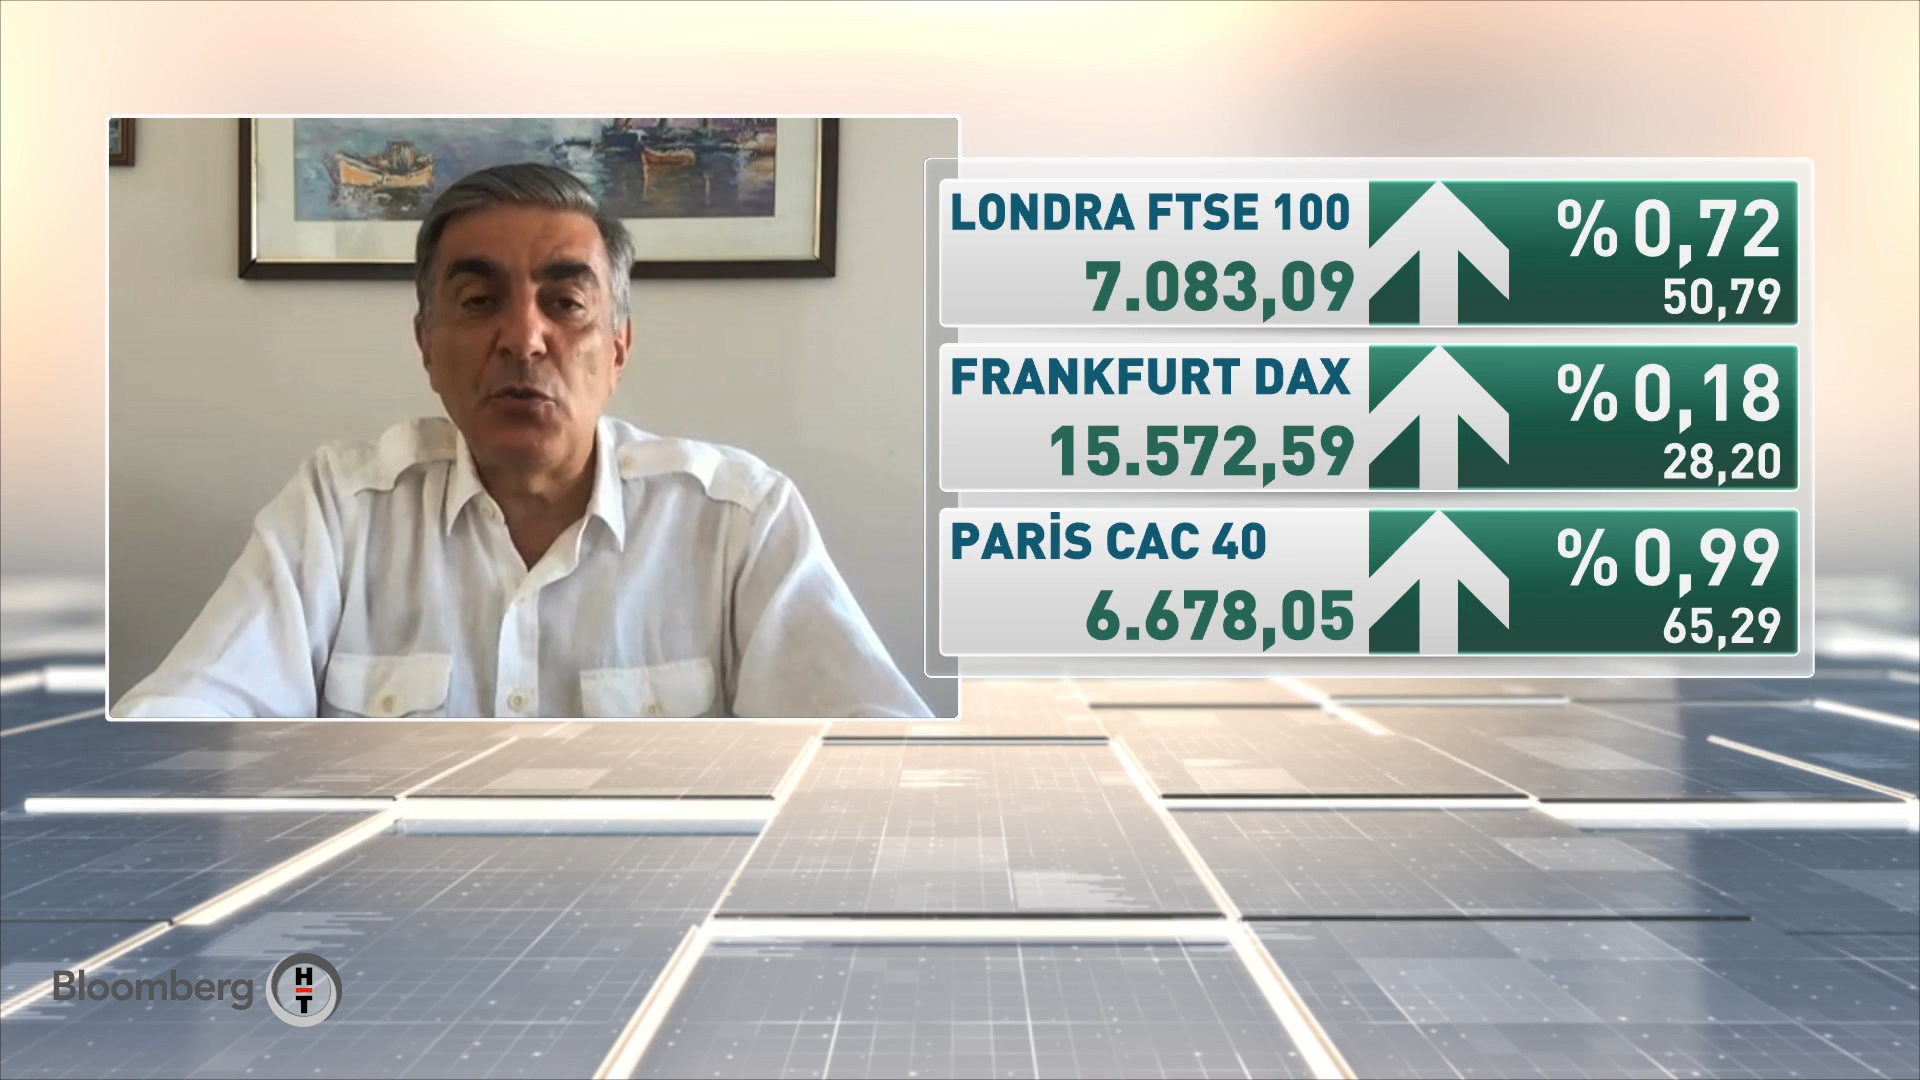 LONDRA FTSE 100
7.083,09
% 0,72
50,79
FRANKFURT DAX
15.572,59
% 0,18
28,20
PARİS CAC 40
6.678,05
% 0,99
65,29
Bloomberg HT